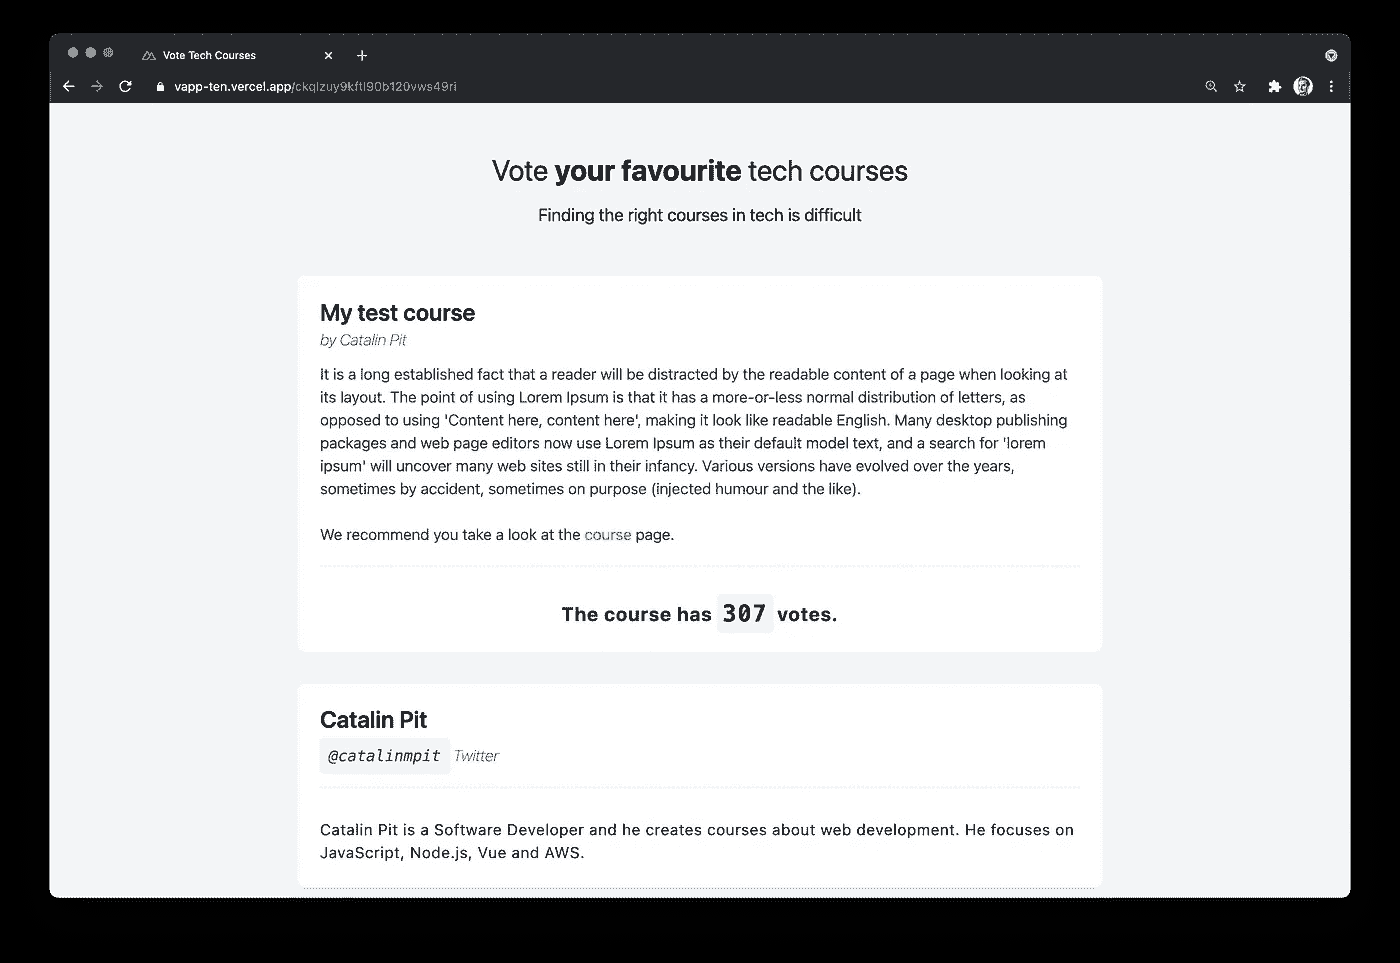 Vote Tech Courses
vapp-ten.vercel.app/ckqlzuy9kftl90b120vws49ri
Vote your favourite tech courses
Finding the right courses in tech is difficult
My test course
by Catalin Pit
It is a long established fact that a reader will be distracted by the readable content of a page when looking at
its layout. The point of using Lorem Ipsum is that it has a more-or-less normal distribution of letters, as
opposed to using 'Content here, content here', making it look like readable English. Many desktop publishing
packages and web page editors now use Lorem Ipsum as their default model text, and a search for 'lorem
ipsum' will uncover many web sites still in their infancy. Various versions have evolved over the years,
sometimes by accident, sometimes on purpose (injected humour and the like).
We recommend you take a look at the course page.
The course has 307 votes.
Catalin Pit
@catalinmpit Twitter
Catalin Pit is a Software Developer and he creates courses about web development. He focuses on
JavaScript, Node.js, Vue and AWS.